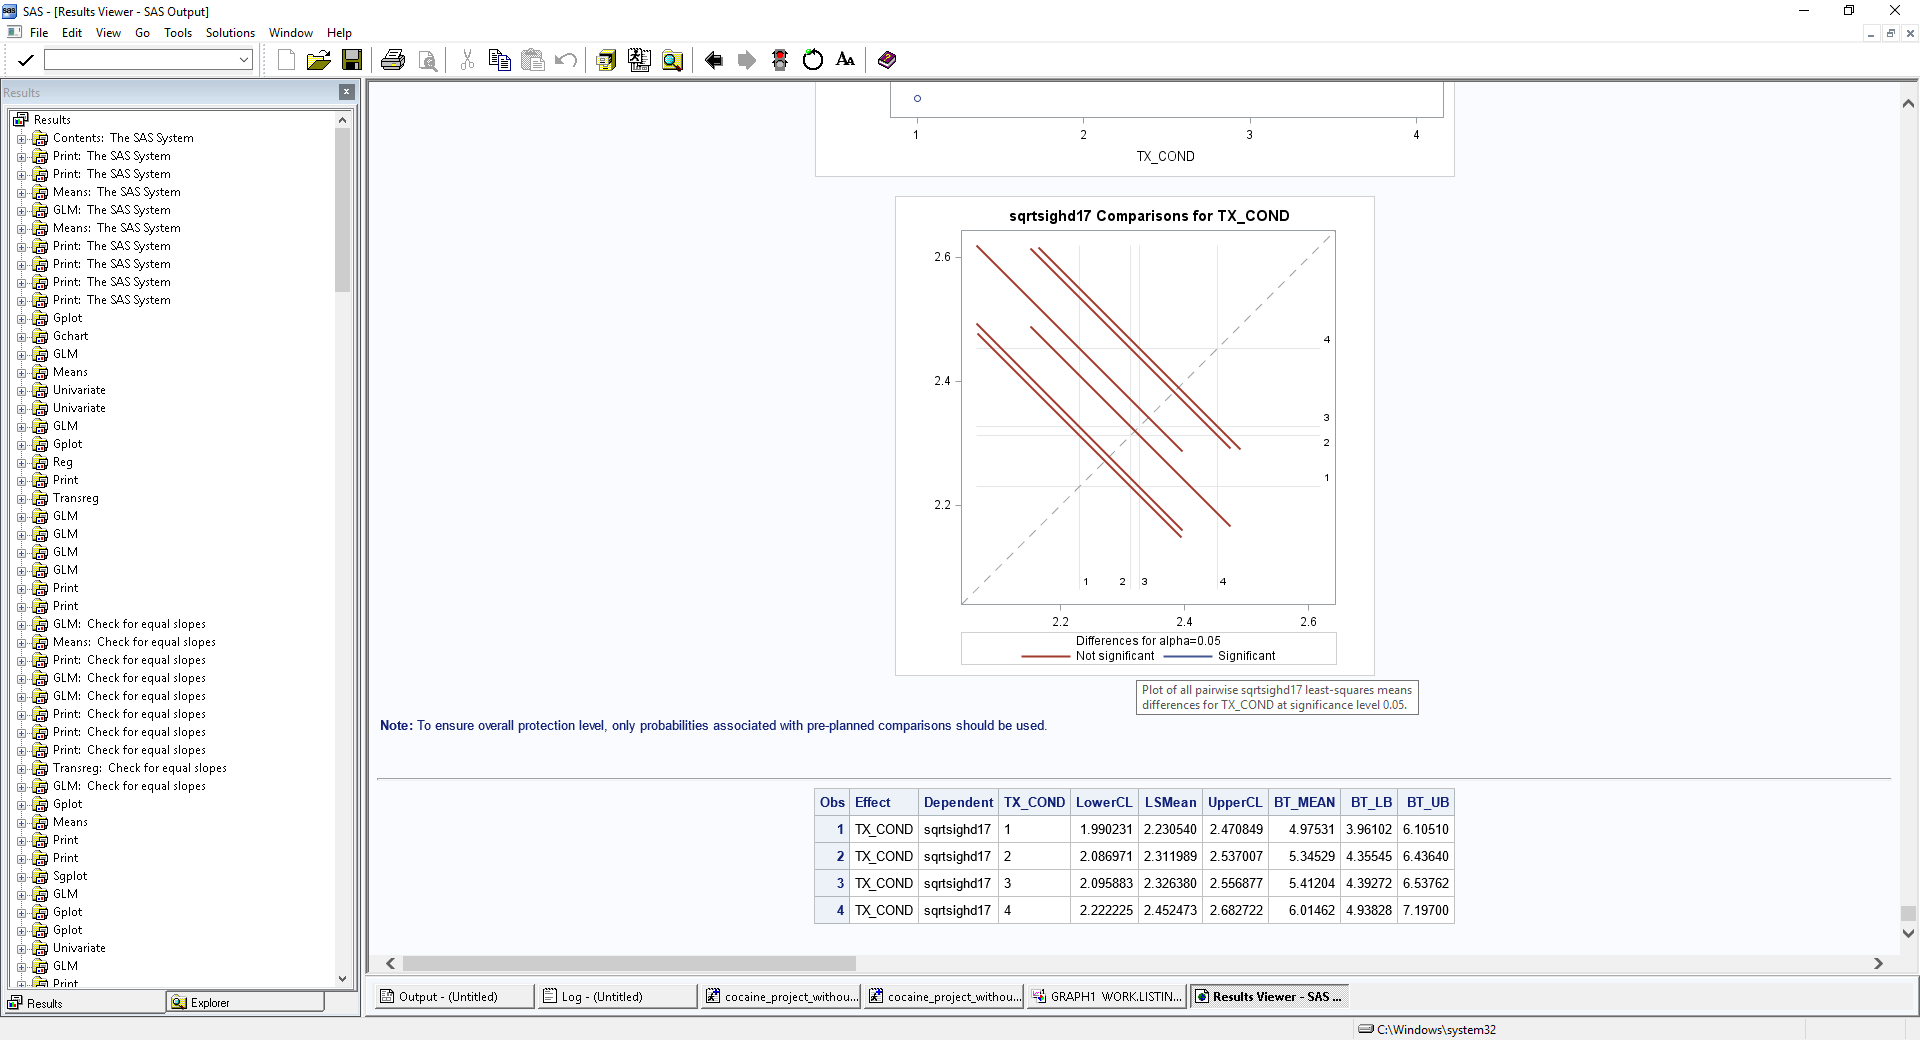 SAS - [Results Viewer - SAS Output]
File Edit View Go Tools Solutions Window Help
Results
Results
Contents: The SAS System
Print: The SAS System
Print: The SAS System
Means: The SAS System
GLM: The SAS System
Means: The SAS System
Print: The SAS System
Print: The SAS System
Print: The SAS System
Print: The SAS System
Gplot
Gchart
GLM
Means
Univariate
Univariate
GLM
Gplot
Reg
Print
Transreg
GLM
GLM
GLM
GLM
Print
Print
GLM: Check for equal slopes
Means: Check for equal slopes
Print: Check for equal slopes
GLM: Check for equal slopes
GLM: Check for equal slopes
Print: Check for equal slopes
Print: Check for equal slopes
Print: Check for equal slopes
Transreg: Check for equal slopes
GLM: Check for equal slopes
Gplot
Means
Print
Print
Sgplot
GLM
Gplot
Gplot
Univariate
GLM
Print
Results Explorer
1 2 3 4
TX_COND
sqrtsighd17 Comparisons for TX_COND
2.6
4
2.4
3
2
1
2.2
1 2 3 4
2.2 2.4 2.6
Differences for alpha=0.05
Not significant Significant
Plot of all pairwise sqrtsighd17 least-squares means
differences for TX_COND at significance level 0.05.
Note: To ensure overall protection level, only probabilities associated with pre-planned comparisons should be used.
Obs Effect Dependent TX_COND LowerCL LSMean UpperCL BT_MEAN BT_LB BT_UB
1 TX_COND sqrtsighd17 1 1.990231 2.230540 2.470849 4.97531 3.96102 6.10510
2 TX_COND sqrtsighd17 2 2.086971 2.311989 2.537007 5.34529 4.35545 6.43640
3 TX_COND sqrtsighd17 3 2.095883 2.326380 2.556877 5.41204 4.39272 6.53762
4 TX_COND sqrtsighd17 4 2.222225 2.452473 2.682722 6.01462 4.93828 7.19700
Output - (Untitled) Log - (Untitled) cocaine_project_withou... cocaine_project_withou... GRAPH1 WORK.LISTIN... Results Viewer - SAS ...
C:\Windows\system32